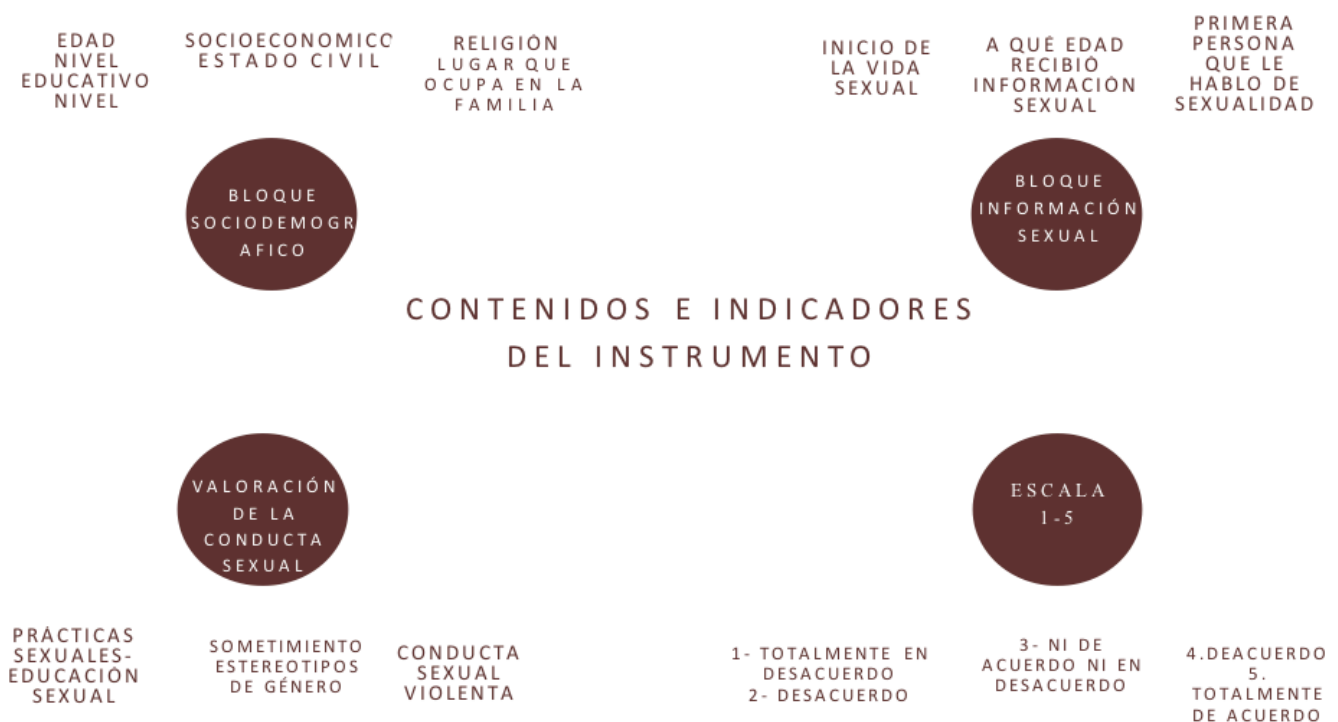 EDAD
NIVEL
EDUCATIVO
NIVEL
SOCIOECONOMICO
ESTADO CIVIL
RELIGIÓN
LUGAR QUE
OCUPA EN LA
FAMILIA
INICIO DE
LA VIDA
SEXUAL
A QUÉ EDAD
RECIBIÓ
INFORMACIÓN
SEXUAL
PRIMERA
PERSONA
QUE LE
HABLO DE
SEXUALIDAD
BLOQUE
SOCIODEMOGR
AFICO
BLOQUE
INFORMACIÓN
SEXUAL
CONTENIDOS E INDICADORES
DEL INSTRUMENTO
VALORACIÓN
DE LA
CONDUCTA
SEXUAL
ESCALA
1-5
PRÁCTICAS
SEXUALES-
EDUCACIÓN
SEXUAL
SOMETIMIENTO
ESTEREOTIPOS
DE GÉNERO
CONDUCTA
SEXUAL
VIOLENTA
1- TOTALMENTE EN
DESACUERDO
2- DESACUERDO
3- NI DE
ACUERDO NI EN
DESACUERDO
4.DEACUERDO
5.
TOTALMENTE
DE ACUERDO